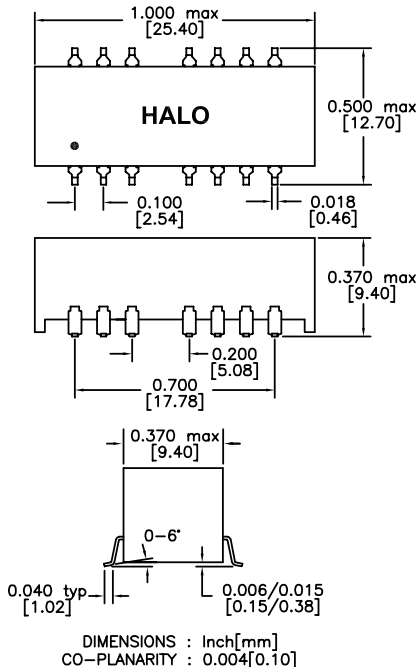 1.000 max
[25.40]
HALO
0.500 max
[12.70]
0.100
[2.54]
0.018
[0.46]
0.370 max
[9.40]
0.200
[5.08]
0.700
[17.78]
0.370 max
[9.40]
0-6°
0.040 typ
[1.02]
0.006/0.015
[0.15/0.38]
DIMENSIONS : Inch[mm]
CO-PLANARITY : 0.004[0.10]